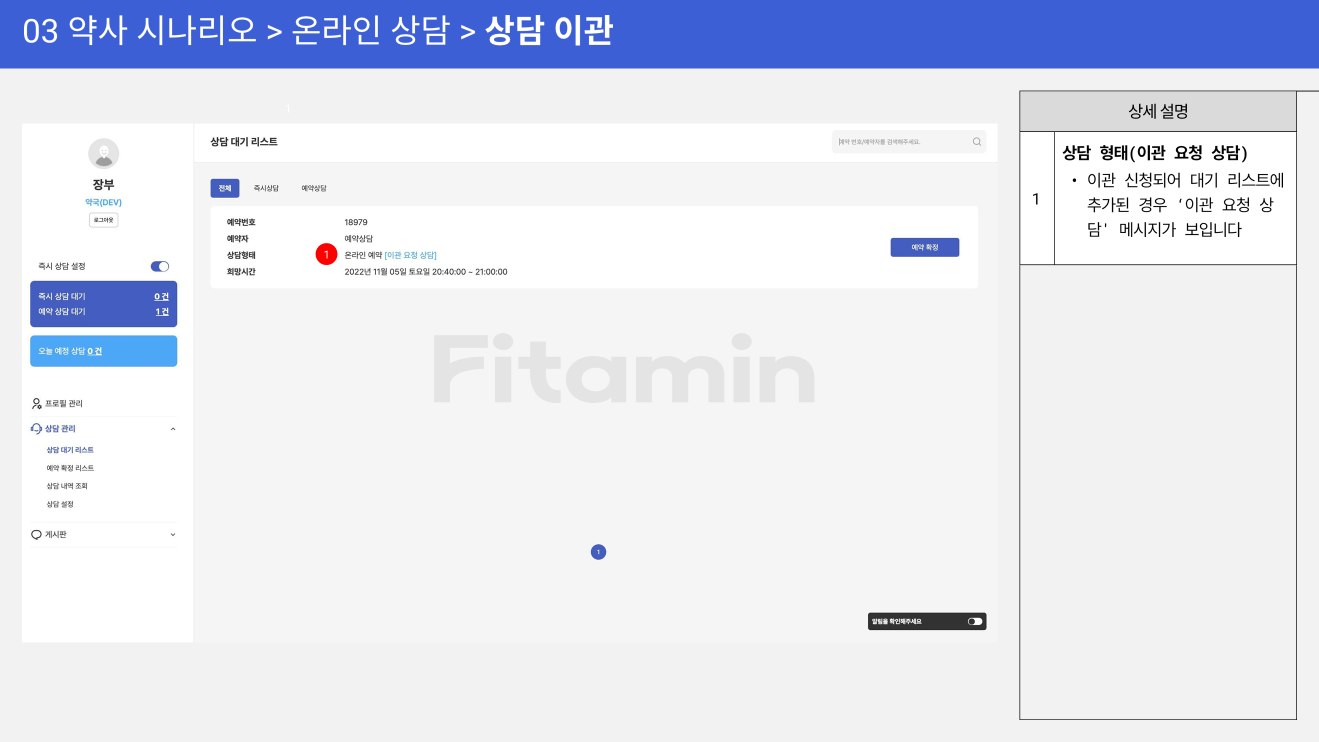 03 약사 시나리오 > 온라인 상담 > 상담 이관
1
장부
약국(DEV)
로그아웃
즉시 상담 설정
즉시 상담 대기 0 건
예약 상담 대기 1 건
오늘 예정 상담 0 건
프로필 관리
상담 관리
상담 대기 리스트
예약 확정 리스트
상담 내역 조회
상담 설정
게시판
상담 대기 리스트
예약 번호/예약자를 검색해주세요.
전체 즉시상담 예약상담
예약번호 18979
예약자 예약상담
상담형태 1 온라인 예약 [이관 요청 상담]
희망시간 2022년 11월 05일 토요일 20:40:00 ~ 21:00:00
예약 확정
Fitamin
1
알림을 확인해주세요
상세 설명
1
상담 형태(이관 요청 상담)
• 이관 신청되어 대기 리스트에
추가된 경우 '이관 요청 상
담' 메시지가 보입니다